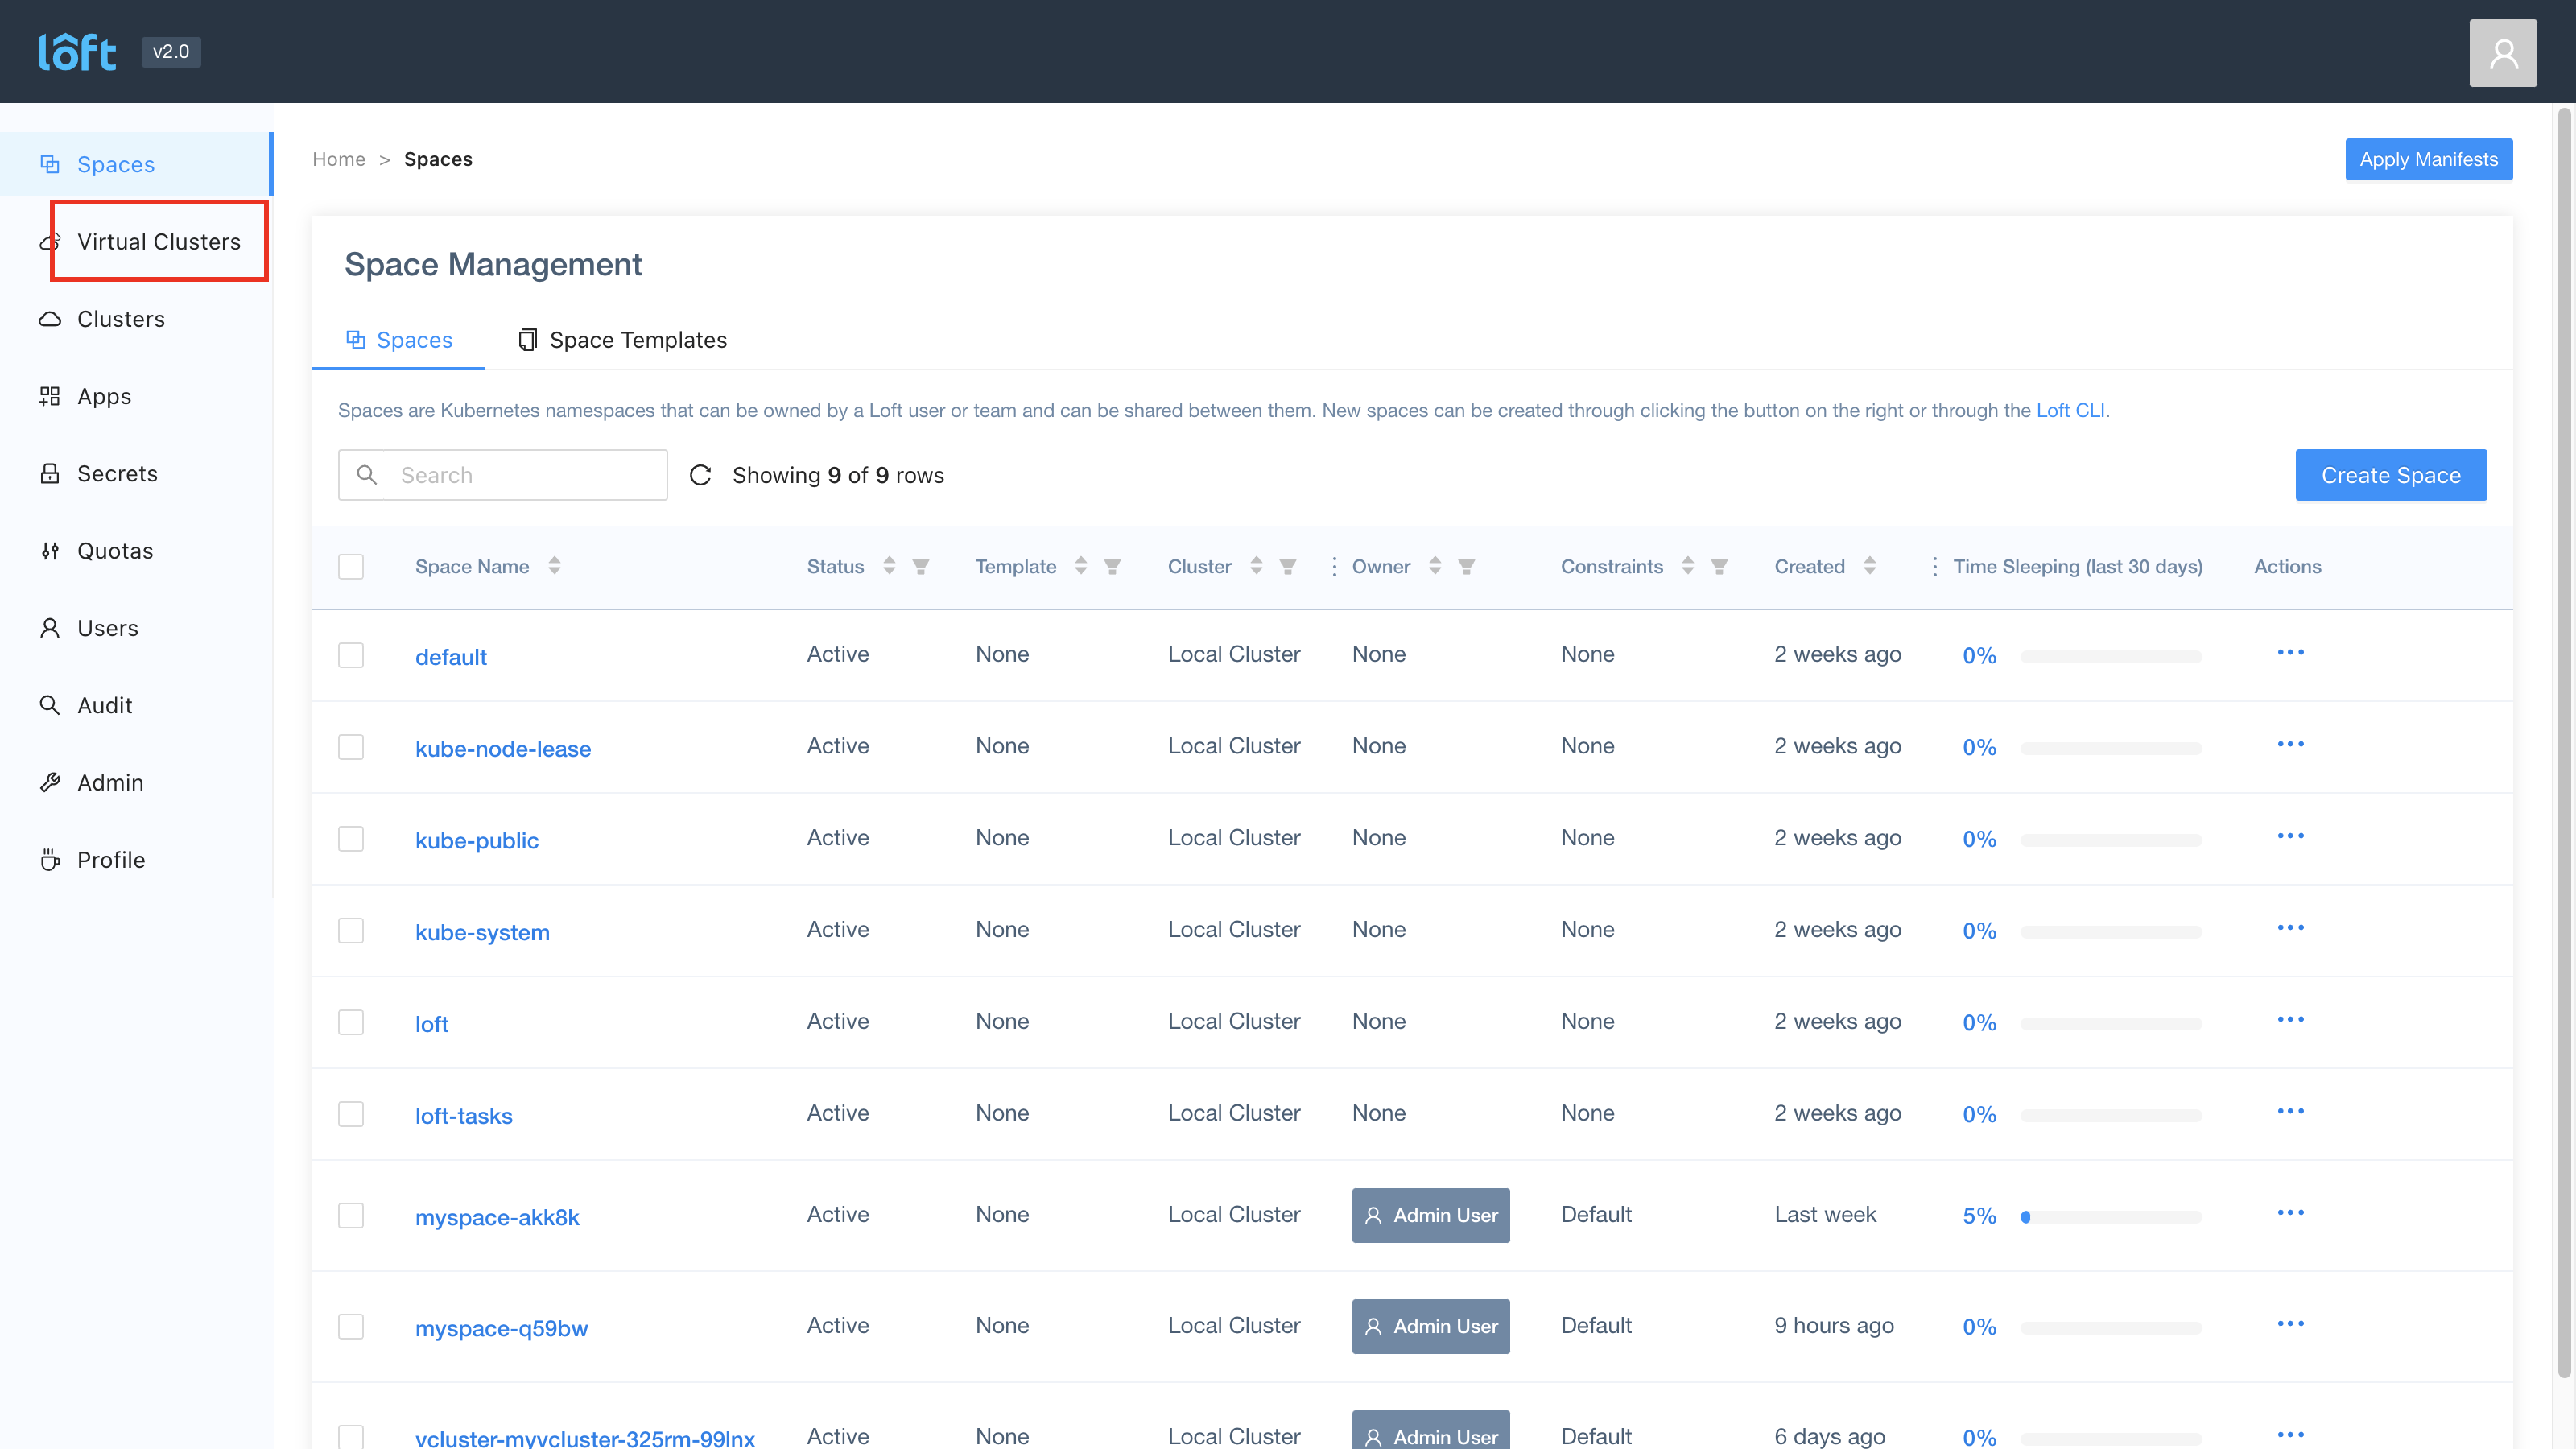 loft v2.0
Spaces
Virtual Clusters
Clusters
Apps
Secrets
Quotas
Users
Audit
Admin
Profile
Home > Spaces
Apply Manifests
Space Management
Spaces Space Templates
Spaces are Kubernetes namespaces that can be owned by a Loft user or team and can be shared between them. New spaces can be created through clicking the button on the right or through the Loft CLI.
Search Showing 9 of 9 rows Create Space
Space Name Status Template Cluster Owner Constraints Created Time Sleeping (last 30 days) Actions
default Active None Local Cluster None None 2 weeks ago 0%
kube-node-lease Active None Local Cluster None None 2 weeks ago 0%
kube-public Active None Local Cluster None None 2 weeks ago 0%
kube-system Active None Local Cluster None None 2 weeks ago 0%
loft Active None Local Cluster None None 2 weeks ago 0%
loft-tasks Active None Local Cluster None None 2 weeks ago 0%
myspace-akk8k Active None Local Cluster Admin User Default Last week 5%
myspace-q59bw Active None Local Cluster Admin User Default 9 hours ago 0%
vcluster-myvcluster-325rm-99lnx Active None Local Cluster Admin User Default 6 days ago 0%